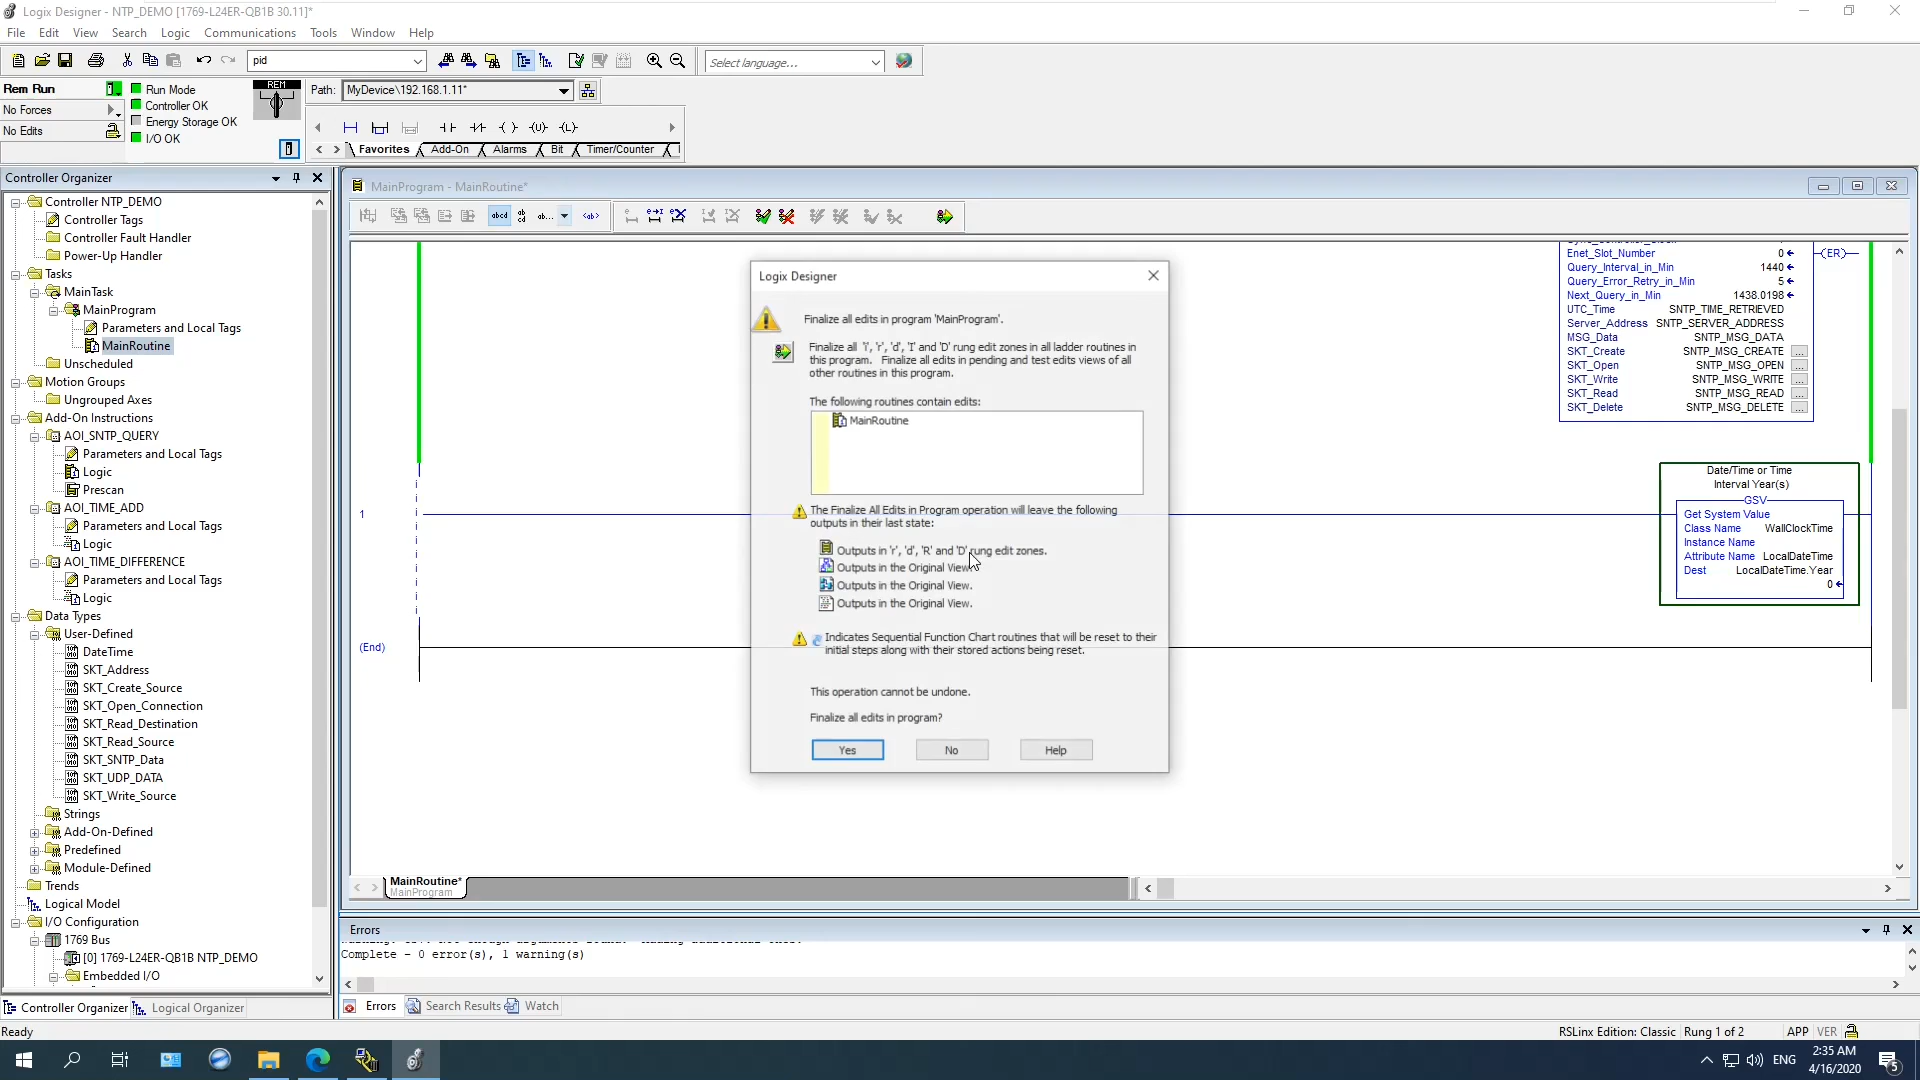 Logix Designer - NTP_DEMO [1769-L24ER-QB1B 30.11]*
File Edit View Search Logic Communications Tools Window Help
pid
Select language...
Rem Run
No Forces
No Edits
Run Mode
Controller OK
Energy Storage OK
I/O OK
REM
Path: MyDevice\192.168.1.11*
Favorites Add-On Alarms Bit Timer/Counter
Controller Organizer
Controller NTP_DEMO
Controller Tags
Controller Fault Handler
Power-Up Handler
Tasks
MainTask
MainProgram
Parameters and Local Tags
MainRoutine
Unscheduled
Motion Groups
Ungrouped Axes
Add-On Instructions
AOI_SNTP_QUERY
Parameters and Local Tags
Logic
Prescan
AOI_TIME_ADD
Parameters and Local Tags
Logic
AOI_TIME_DIFFERENCE
Parameters and Local Tags
Logic
Data Types
User-Defined
DateTime
SKT_Address
SKT_Create_Source
SKT_Open_Connection
SKT_Read_Destination
SKT_Read_Source
SKT_SNTP_Data
SKT_UDP_DATA
SKT_Write_Source
Strings
Add-On-Defined
Predefined
Module-Defined
Trends
Logical Model
I/O Configuration
1769 Bus
[0] 1769-L24ER-QB1B NTP_DEMO
Embedded I/O
Controller Organizer Logical Organizer
MainProgram - MainRoutine*
Enet_Slot_Number 0
(ER)
Query_Interval_in_Min 1440
Query_Error_Retry_in_Min 5
Next_Query_in_Min 1438.0198
UTC_Time SNTP_TIME_RETRIEVED
Server_Address SNTP_SERVER_ADDRESS
MSG_Data SNTP_MSG_DATA
SKT_Create SNTP_MSG_CREATE ...
SKT_Open SNTP_MSG_OPEN ...
SKT_Write SNTP_MSG_WRITE ...
SKT_Read SNTP_MSG_READ ...
SKT_Delete SNTP_MSG_DELETE ...
Date/Time or Time
Interval Year(s)
GSV
Get System Value
Class Name WallClockTime
Instance Name
Attribute Name LocalDateTime
Dest LocalDateTime.Year
0
1
(End)
Logix Designer
Finalize all edits in program 'MainProgram'.
Finalize all 'i', 'r', 'd', 'I' and 'D' rung edit zones in all ladder routines in
this program. Finalize all edits in pending and test edits views of all
other routines in this program.
The following routines contain edits:
MainRoutine
The Finalize All Edits in Program operation will leave the following
outputs in their last state:
Outputs in 'r', 'd', 'R' and 'D' rung edit zones.
Outputs in the Original View.
Outputs in the Original View.
Outputs in the Original View.
Indicates Sequential Function Chart routines that will be reset to their
initial steps along with their stored actions being reset.
This operation cannot be undone.
Finalize all edits in program?
Yes No Help
MainRoutine*
MainProgram
Errors
Complete - 0 error(s), 1 warning(s)
Errors Search Results Watch
Ready
RSLinx Edition: Classic Rung 1 of 2 APP VER
ENG
2:35 AM
4/16/2020
5